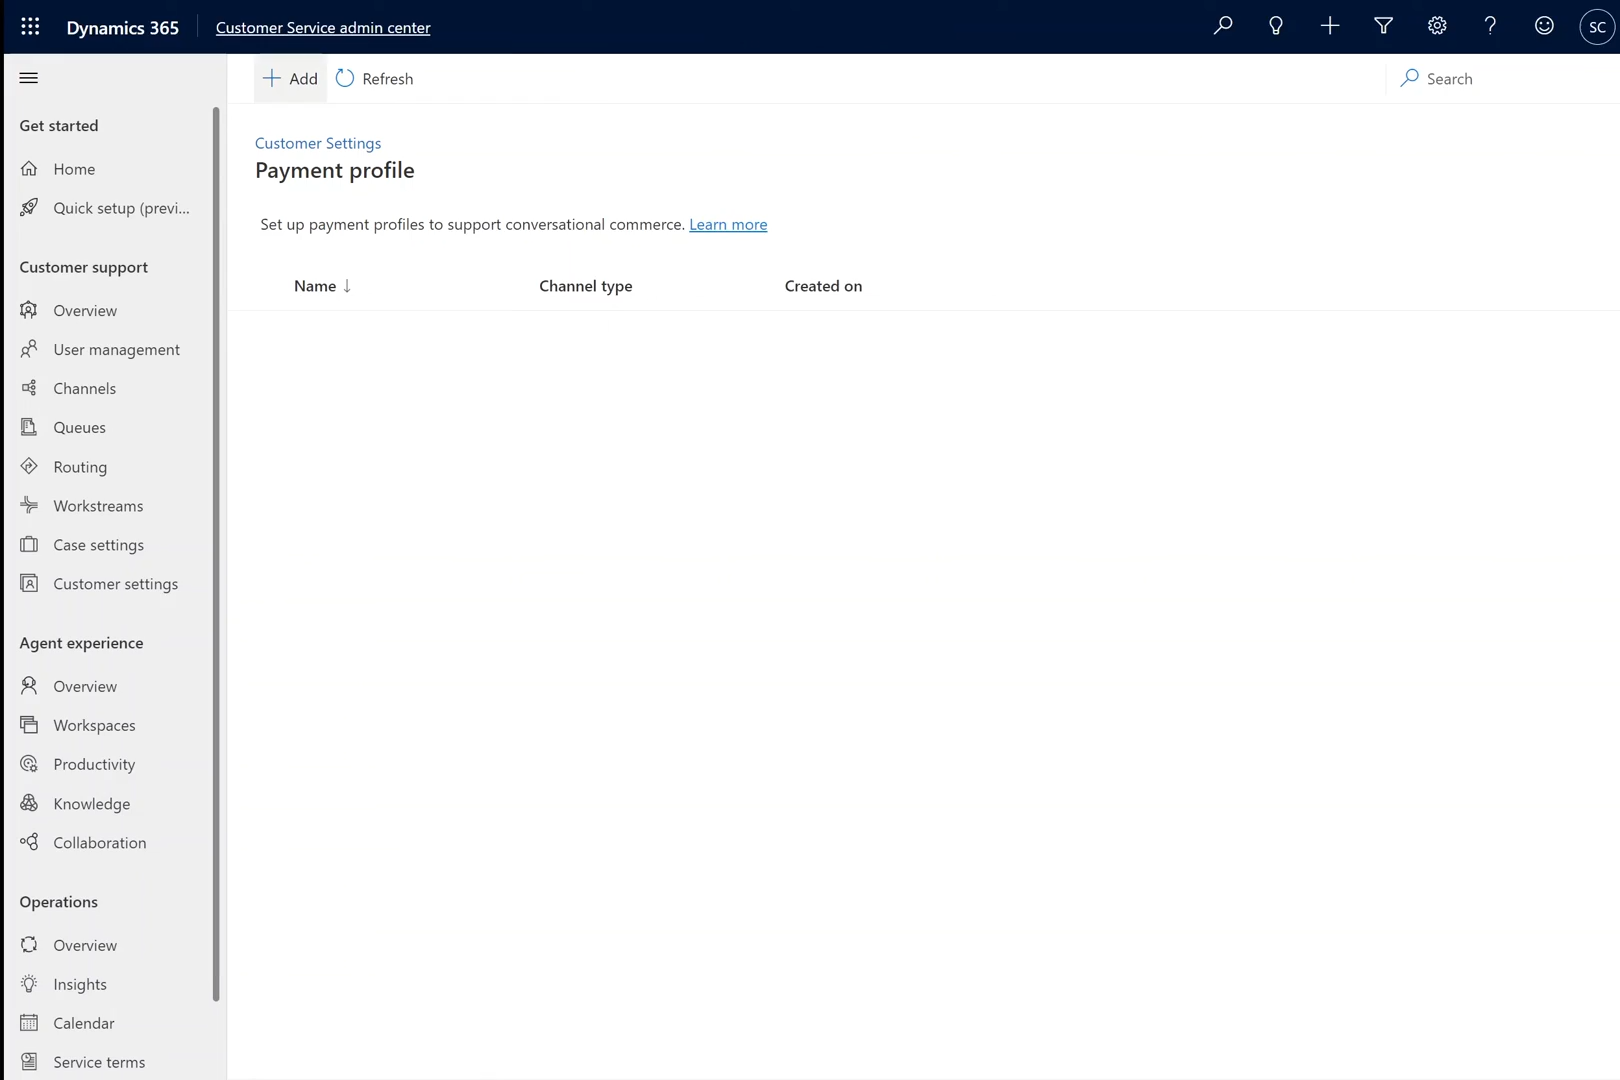 Dynamics 365
Customer Service admin center
SC
Add
Refresh
Search
Get started
Home
Quick setup (previ...
Customer support
Overview
User management
Channels
Queues
Routing
Workstreams
Case settings
Customer settings
Agent experience
Overview
Workspaces
Productivity
Knowledge
Collaboration
Operations
Overview
Insights
Calendar
Service terms
Customer Settings
Payment profile
Set up payment profiles to support conversational commerce. Learn more
Name ↓
Channel type
Created on